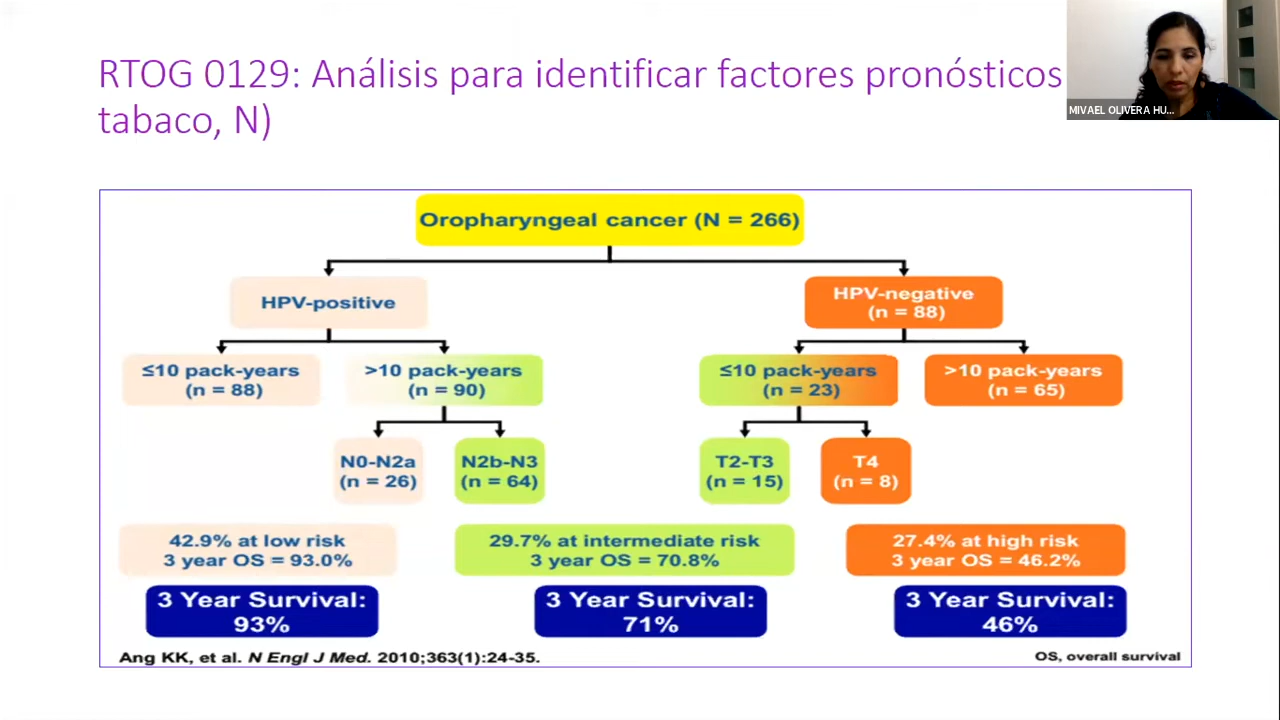 RTOG 0129: Análisis para identificar factores pronósticos
tabaco, N)
MIVAEL OLIVERA HU...
Oropharyngeal cancer (N = 266)
HPV-positive
HPV-negative
(n = 88)
≤10 pack-years
(n = 88)
>10 pack-years
(n = 90)
≤10 pack-years
(n = 23)
>10 pack-years
(n = 65)
N0-N2a
(n = 26)
N2b-N3
(n = 64)
T2-T3
(n = 15)
T4
(n = 8)
42.9% at low risk
3 year OS = 93.0%
29.7% at intermediate risk
3 year OS = 70.8%
27.4% at high risk
3 year OS = 46.2%
3 Year Survival:
93%
3 Year Survival:
71%
3 Year Survival:
46%
Ang KK, et al. N Engl J Med. 2010;363(1):24-35.
OS, overall survival